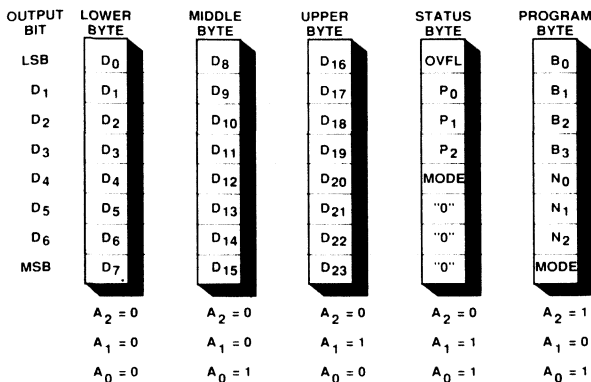 OUTPUT LOWER MIDDLE UPPER STATUS PROGRAM
BIT BYTE BYTE BYTE BYTE BYTE
LSB D0 D8 D16 OVFL B0
D1 D1 D9 D17 P0 B1
D2 D2 D10 D18 P1 B2
D3 D3 D11 D19 P2 B3
D4 D4 D12 D20 MODE N0
D5 D5 D13 D21 "0" N1
D6 D6 D14 D22 "0" N2
MSB D7 D15 D23 "0" MODE
A2 = 0 A2 = 0 A2 = 0 A2 = 0 A2 = 1
A1 = 0 A1 = 0 A1 = 1 A1 = 1 A1 = 0
A0 = 0 A0 = 1 A0 = 0 A0 = 1 A0 = 1